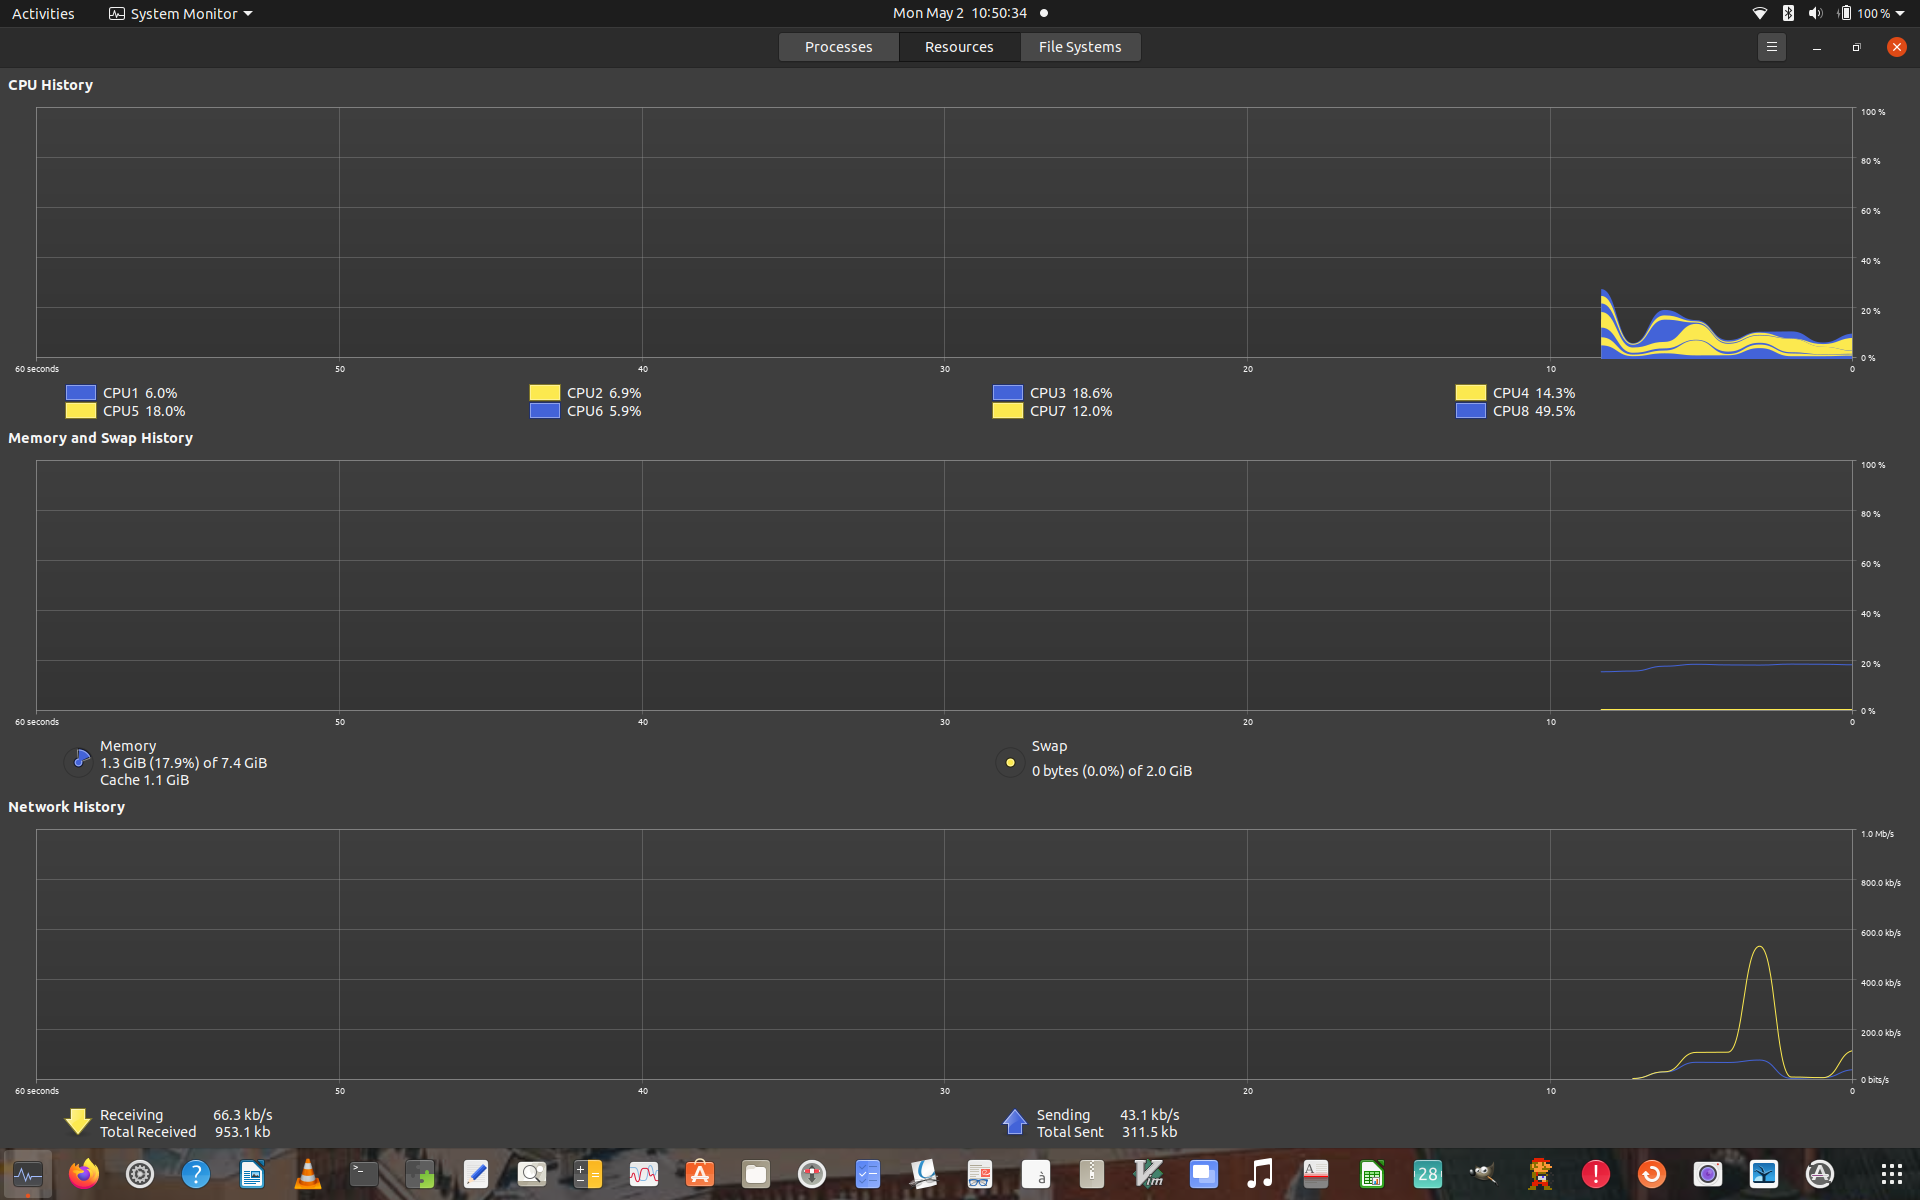 Activities System Monitor Mon May 2 10:50:34 100 %
Processes Resources File Systems
CPU History
100 %
80 %
60 %
40 %
20 %
0 %
60 seconds 50 40 30 20 10 0
CPU1 6.0% CPU2 6.9% CPU3 18.6% CPU4 14.3%
CPU5 18.0% CPU6 5.9% CPU7 12.0% CPU8 49.5%
Memory and Swap History
100 %
80 %
60 %
40 %
20 %
0 %
60 seconds 50 40 30 20 10 0
Memory
1.3 GiB (17.9%) of 7.4 GiB
Cache 1.1 GiB
Swap
0 bytes (0.0%) of 2.0 GiB
Network History
1.0 Mb/s
800.0 kb/s
600.0 kb/s
400.0 kb/s
200.0 kb/s
0 bits/s
60 seconds 50 40 30 20 10 0
Receiving 66.3 kb/s
Total Received 953.1 kb
Sending 43.1 kb/s
Total Sent 311.5 kb
>_ ? à Vim A 28 !